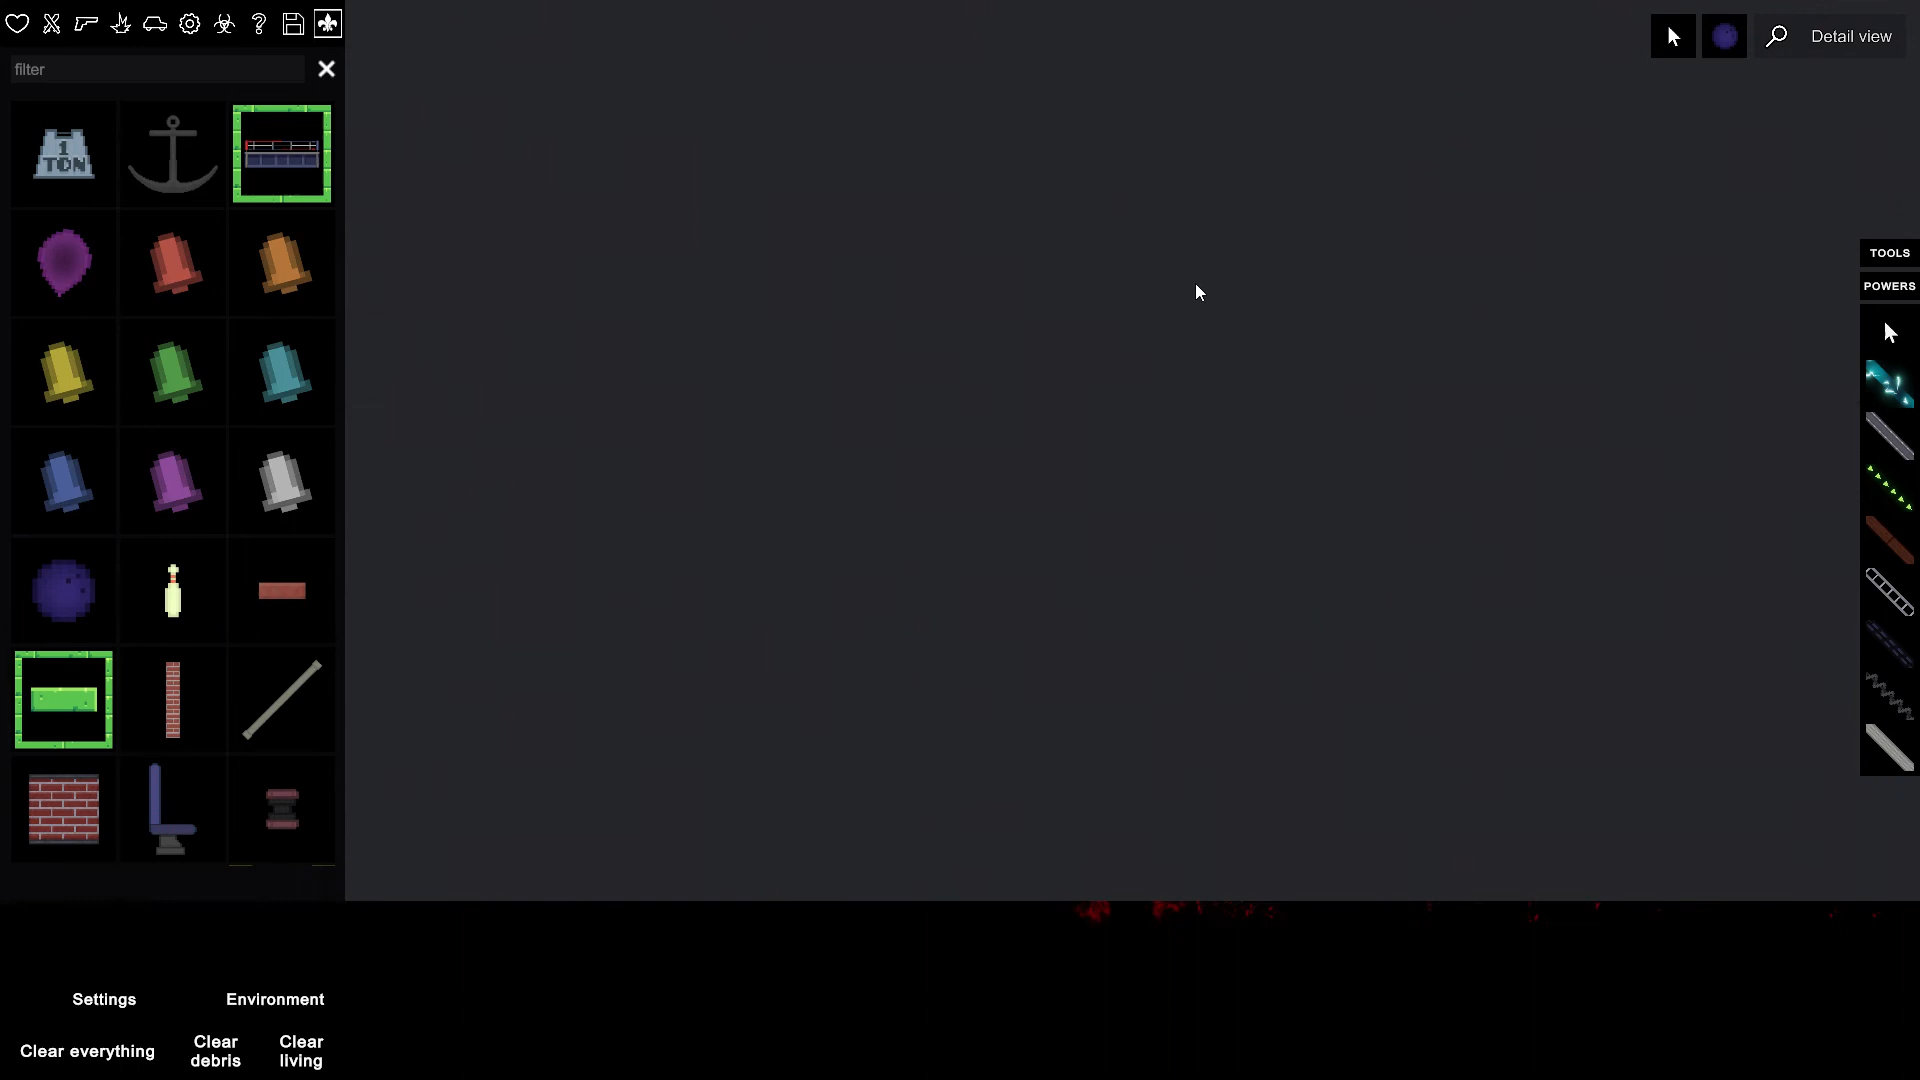 Detail view
filter
1
TON
TOOLS
POWERS
Settings
Environment
Clear everything
Clear
debris
Clear
living